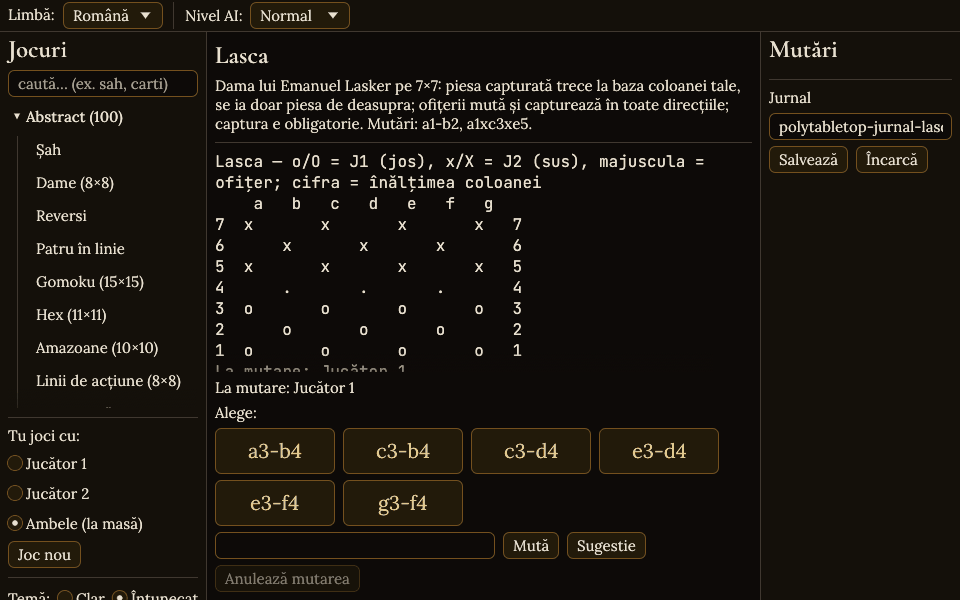 Limbă: Română ▼ Nivel AI: Normal ▼
Jocuri
caută... (ex. sah, carti)
▼ Abstract (100)
Șah
Dame (8×8)
Reversi
Patru în linie
Gomoku (15×15)
Hex (11×11)
Amazoane (10×10)
Linii de acțiune (8×8)
Tu joci cu:
Jucător 1
Jucător 2
Ambele (la masă)
Joc nou
Temă: Clar Întunecat
Lasca
Dama lui Emanuel Lasker pe 7×7: piesa capturată trece la baza coloanei tale,
se ia doar piesa de deasupra; ofițerii mută și capturează în toate direcțiile;
captura e obligatorie. Mutări: a1-b2, a1xc3xe5.
Lasca — o/O = J1 (jos), x/X = J2 (sus), majuscula =
ofițer; cifra = înălțimea coloanei
a b c d e f g
7 x x x x 7
6 x x x 6
5 x x x x 5
4 . . . 4
3 o o o o 3
2 o o o 2
1 o o o o 1
La mutare: Jucător 1
La mutare: Jucător 1
Alege:
a3-b4 c3-b4 c3-d4 e3-d4
e3-f4 g3-f4
Mută Sugestie
Anulează mutarea
Mutări
Jurnal
polytabletop-jurnal-las
Salvează Încarcă